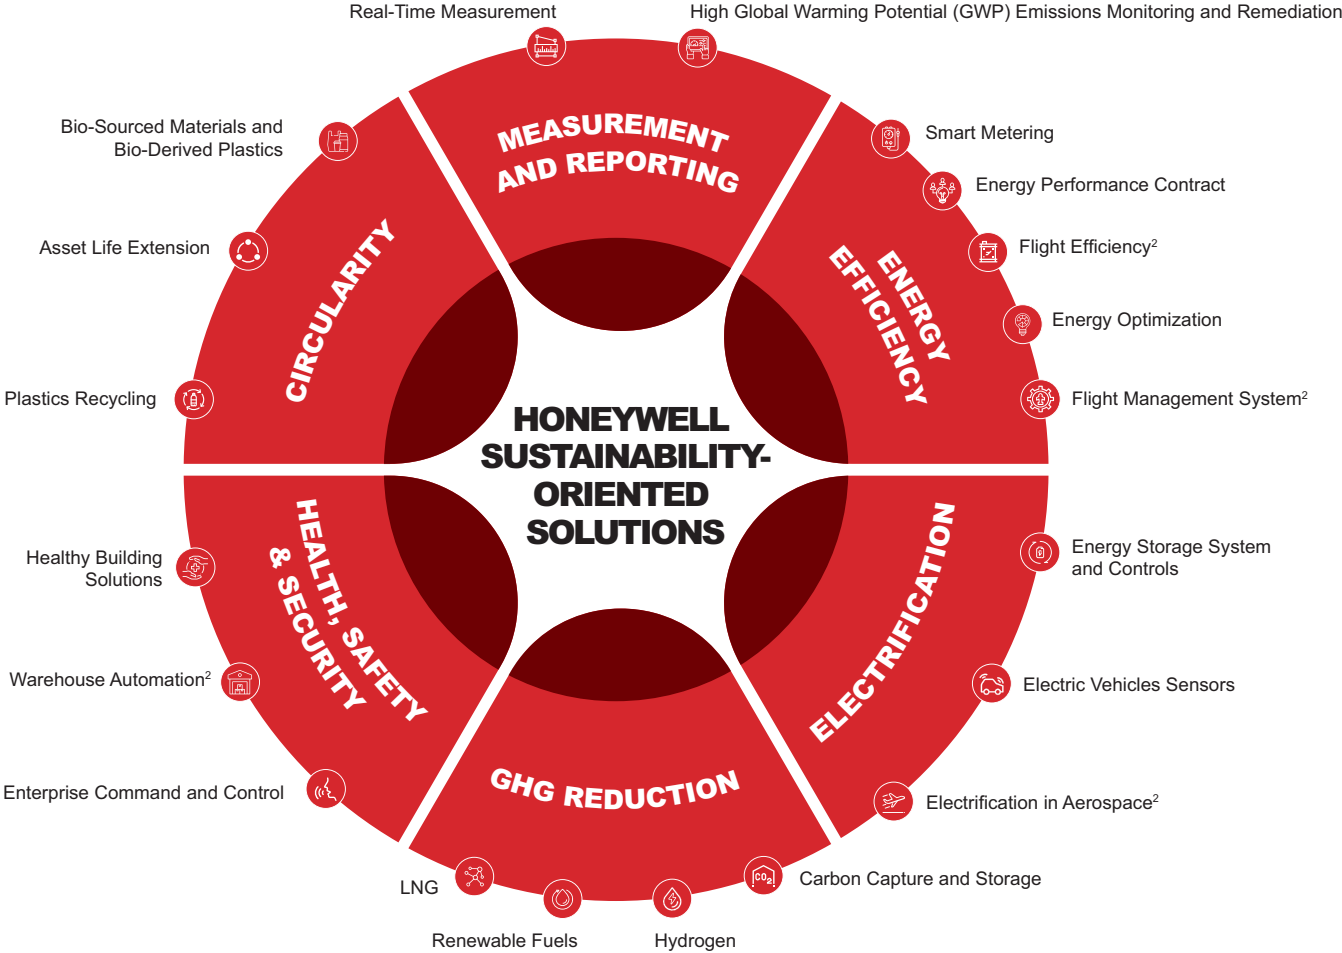 Real-Time Measurement
High Global Warming Potential (GWP) Emissions Monitoring and Remediation
MEASUREMENT
AND REPORTING
Smart Metering
Energy Performance Contract
Flight Efficiency²
Energy Optimization
Flight Management System²
ENERGY
EFFICIENCY
Energy Storage System
and Controls
Electric Vehicles Sensors
Electrification in Aerospace²
ELECTRIFICATION
Carbon Capture and Storage
Hydrogen
Renewable Fuels
LNG
CO₂
GHG REDUCTION
Enterprise Command and Control
Warehouse Automation²
Healthy Building
Solutions
HEALTH, SAFETY
& SECURITY
Plastics Recycling
Asset Life Extension
Bio-Sourced Materials and
Bio-Derived Plastics
CIRCULARITY
HONEYWELL
SUSTAINABILITY-
ORIENTED
SOLUTIONS